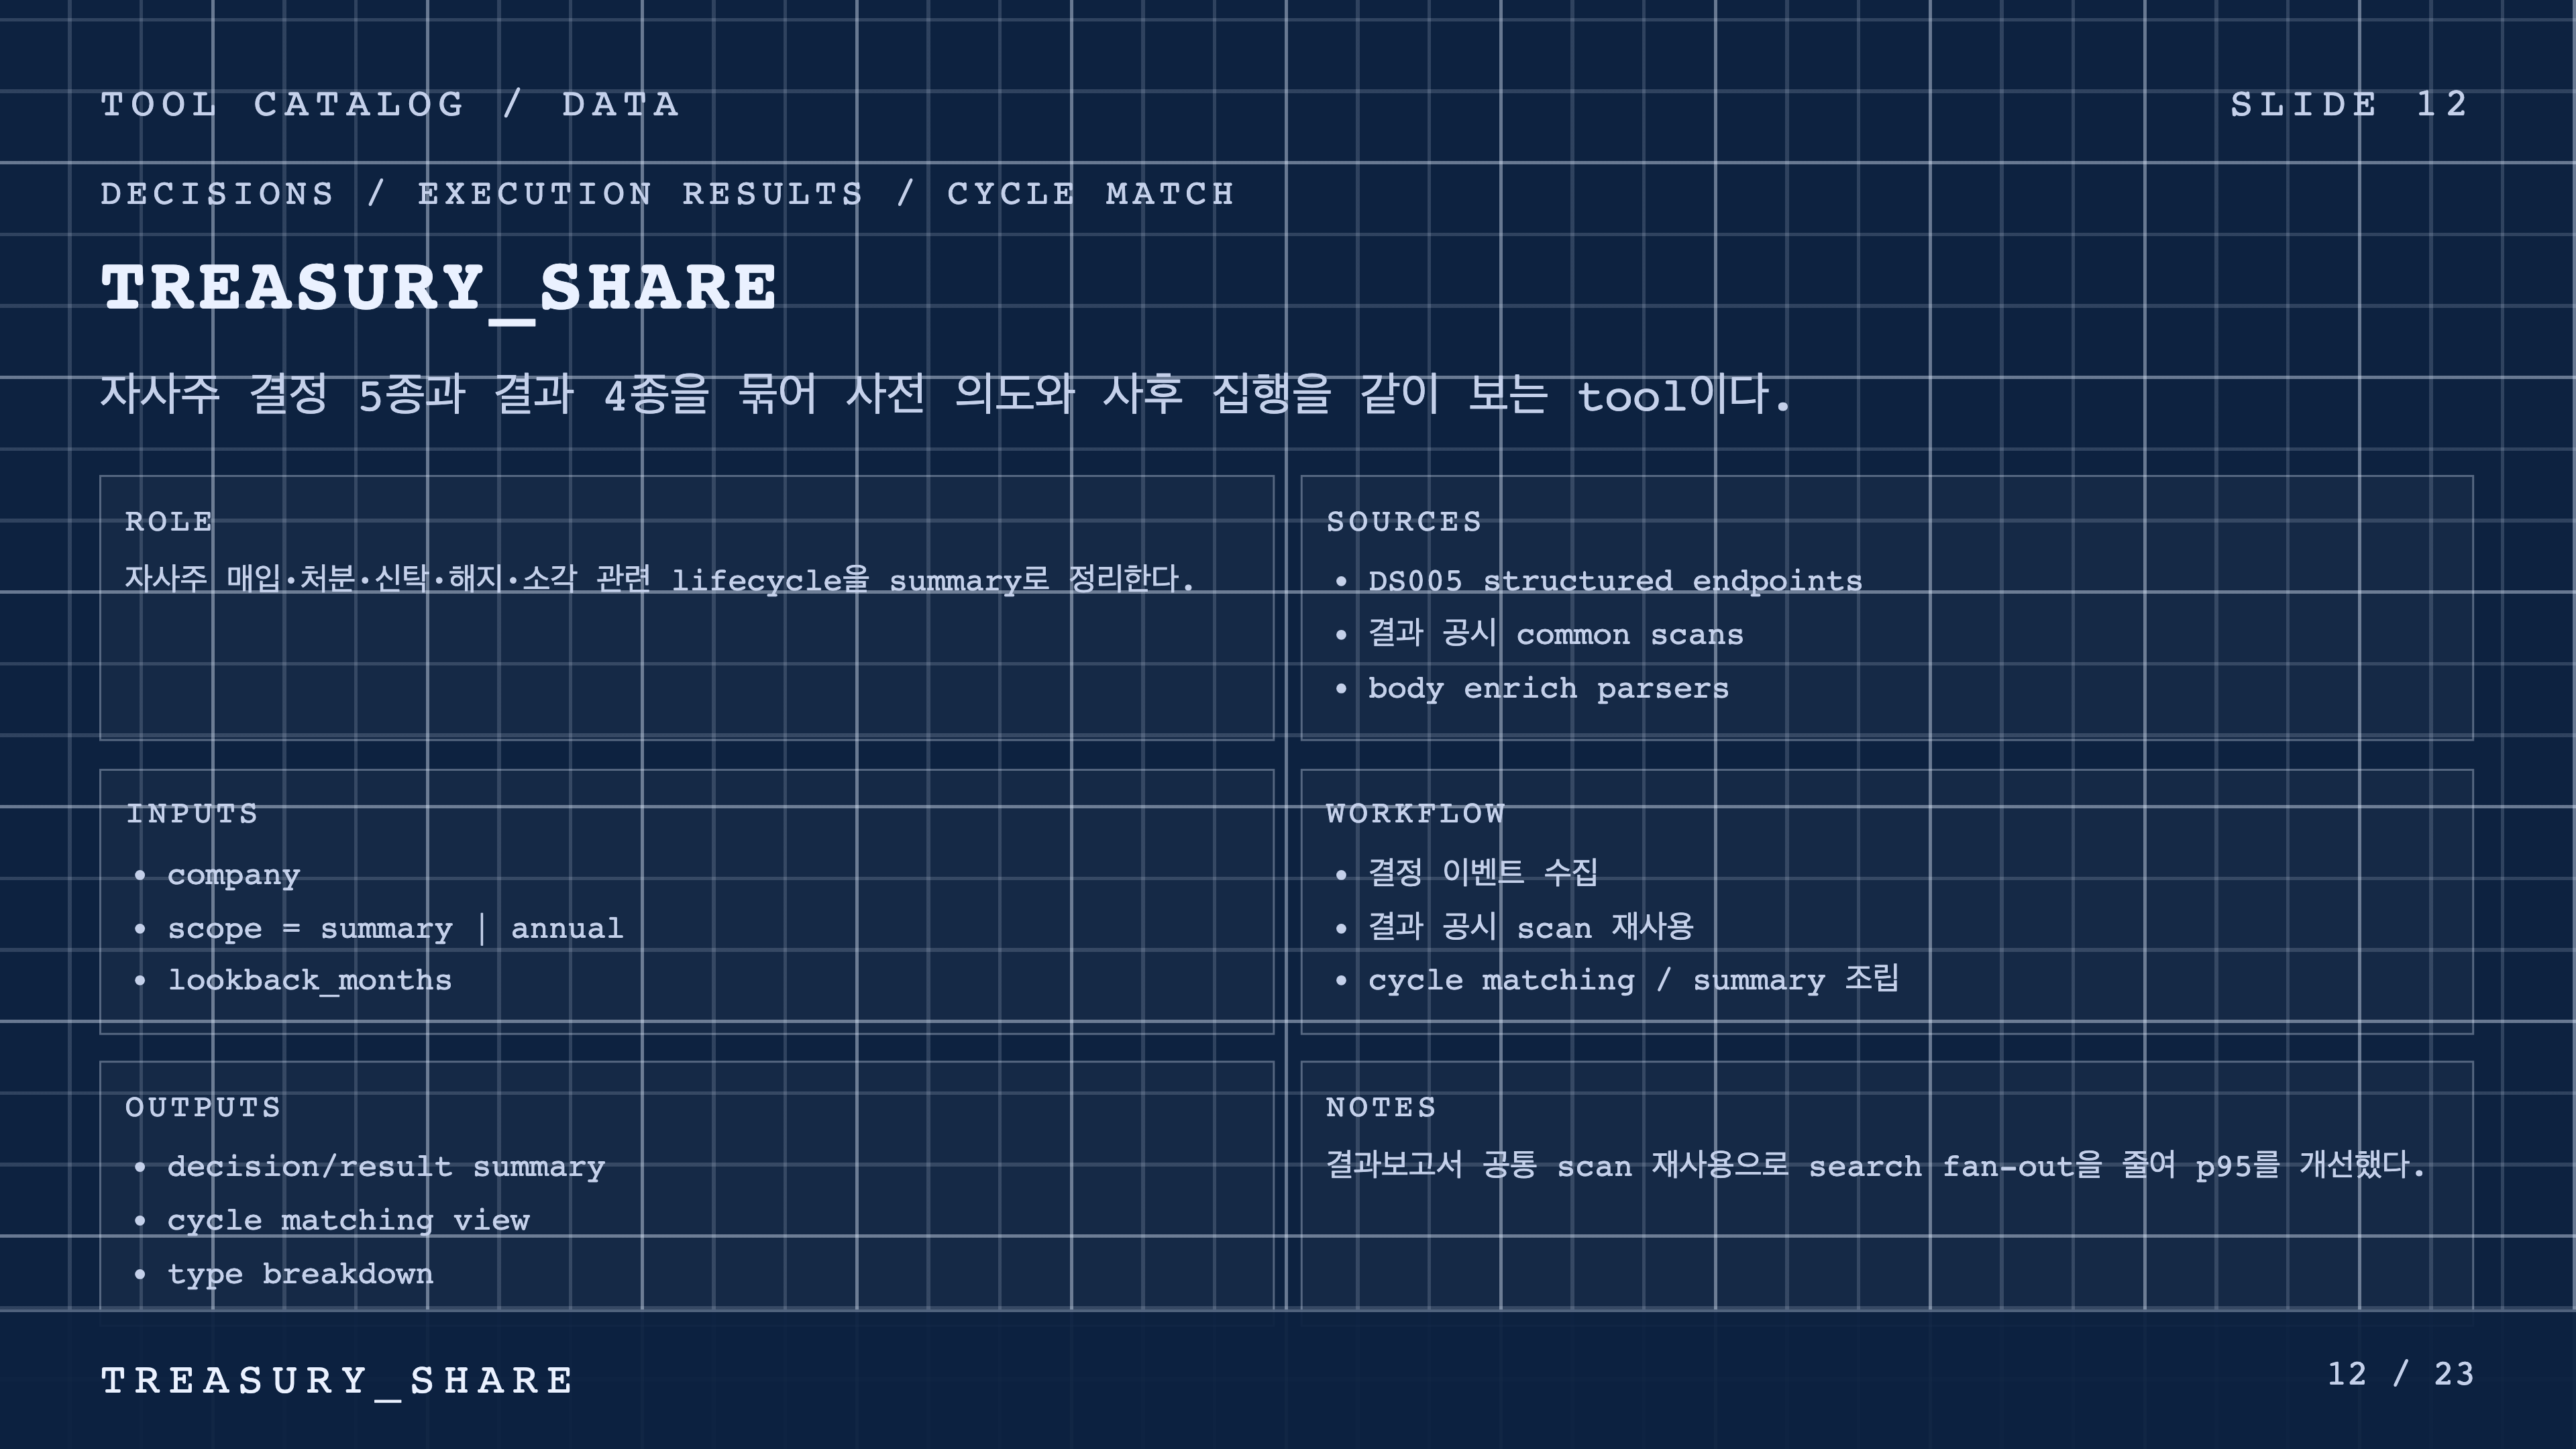 TOOL CATALOG / DATA
SLIDE 12
DECISIONS / EXECUTION RESULTS / CYCLE MATCH
TREASURY_SHARE
자사주 결정 5종과 결과 4종을 묶어 사전 의도와 사후 집행을 같이 보는 tool이다.
ROLE
자사주 매입·처분·신탁·해지·소각 관련 lifecycle을 summary로 정리한다.
SOURCES
• DS005 structured endpoints
• 결과 공시 common scans
• body enrich parsers
INPUTS
• company
• scope = summary | annual
• lookback_months
WORKFLOW
• 결정 이벤트 수집
• 결과 공시 scan 재사용
• cycle matching / summary 조립
OUTPUTS
• decision/result summary
• cycle matching view
• type breakdown
NOTES
결과보고서 공통 scan 재사용으로 search fan-out을 줄여 p95를 개선했다.
TREASURY_SHARE
12 / 23